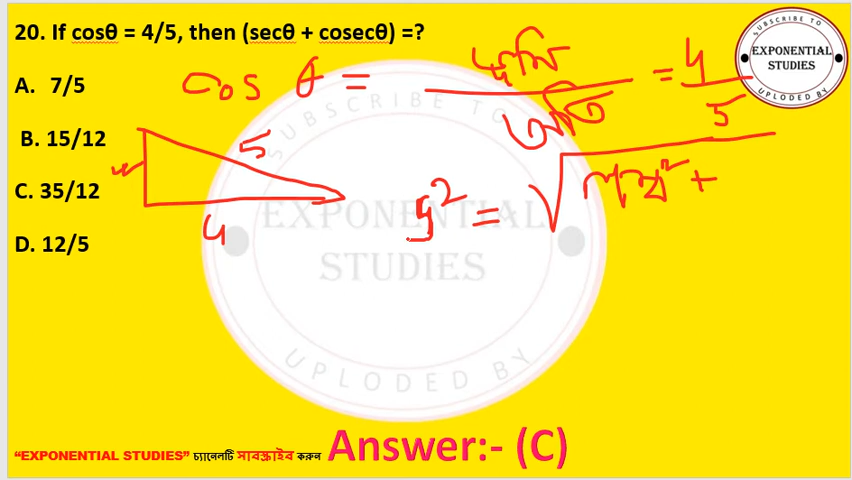 20. If cosθ = 4/5, then (secθ + cosecθ) =?
SUBSCRIBE TO
EXPONENTIAL
STUDIES
UPLODED BY
A. 7/5
B. 15/12
C. 35/12
D. 12/5
cos θ = ভূমি = 4
অতি 5
5
4
5² = √লম্ব² +
SUBSCRIBE TO
EXPONENTIAL
STUDIES
UPLODED BY
"EXPONENTIAL STUDIES" চ্যানেলটি সাবস্ক্রাইব করুন Answer:- (C)